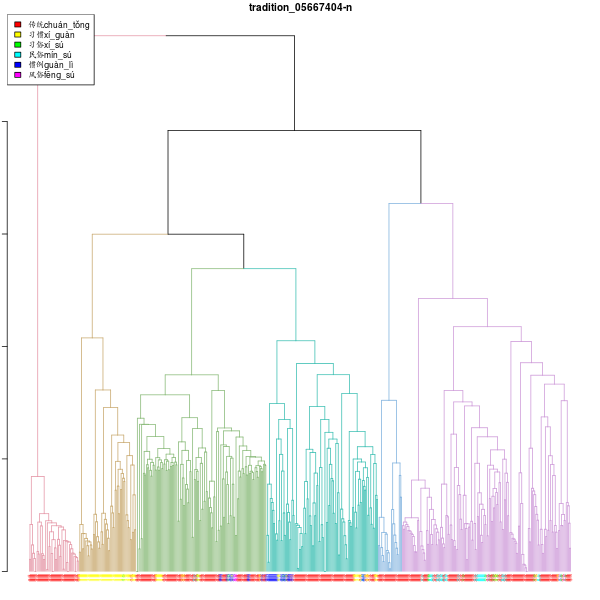 tradition_05667404-n
传统chuán_tǒng
习惯xí_guàn
习俗xí_sú
民俗mín_sú
惯例guàn_lì
风俗fēng_sú